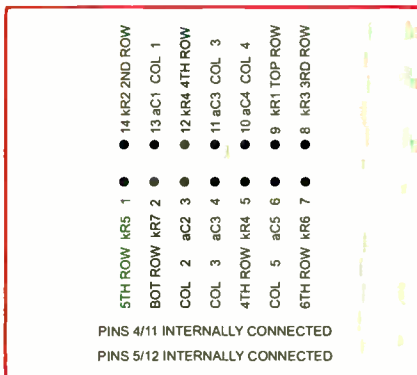 14 kR2 2ND ROW
13 aC1 COL 1
12 kR4 4TH ROW
11 aC3 COL 3
10 aC4 COL 4
9 kR1 TOP ROW
8 kR3 3RD ROW
5TH ROW kR5 1
BOT ROW kR7 2
COL 2 aC2 3
COL 3 aC3 4
4TH ROW kR4 5
COL 5 aC5 6
6TH ROW kR6 7
PINS 4/11 INTERNALLY CONNECTED
PINS 5/12 INTERNALLY CONNECTED